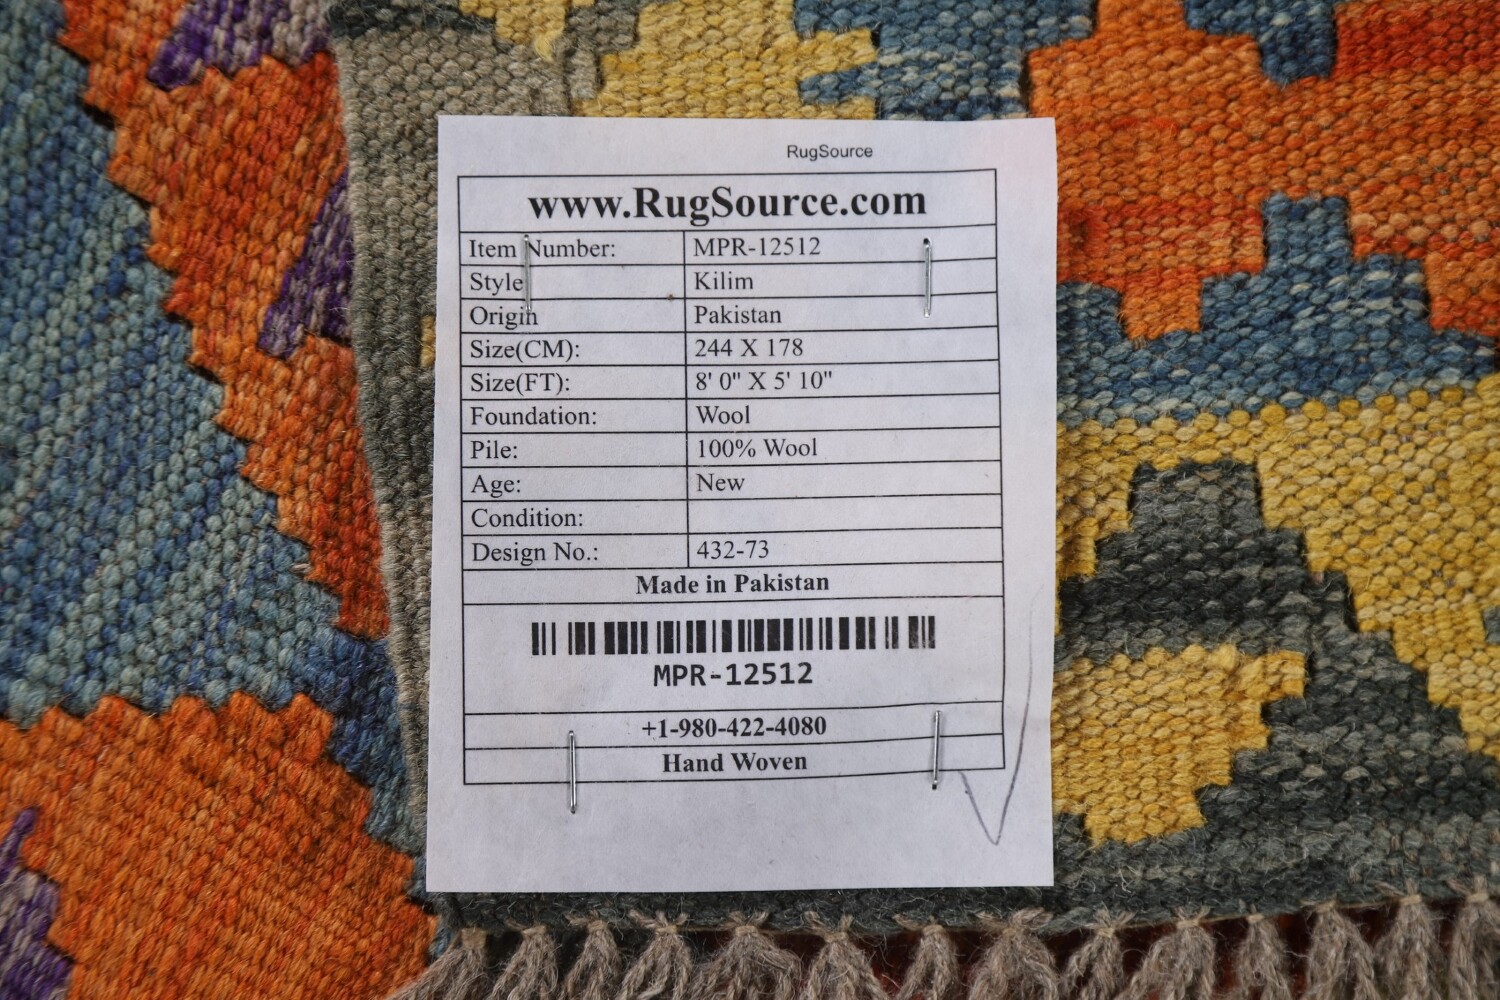 RugSource
www.RugSource.com
Item Number: MPR-12512
Style Kilim
Origin Pakistan
Size(CM): 244 X 178
Size(FT): 8' 0" X 5' 10"
Foundation: Wool
Pile: 100% Wool
Age: New
Condition:
Design No.: 432-73
Made in Pakistan
MPR-12512
+1-980-422-4080
Hand Woven